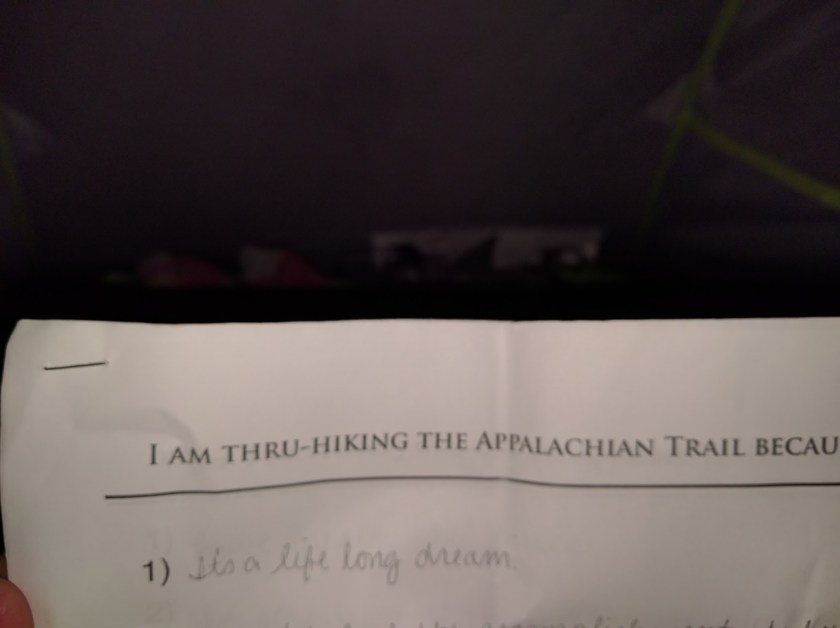 I AM THRU-HIKING THE APPALACHIAN TRAIL BECAU
1) Its a life long dream